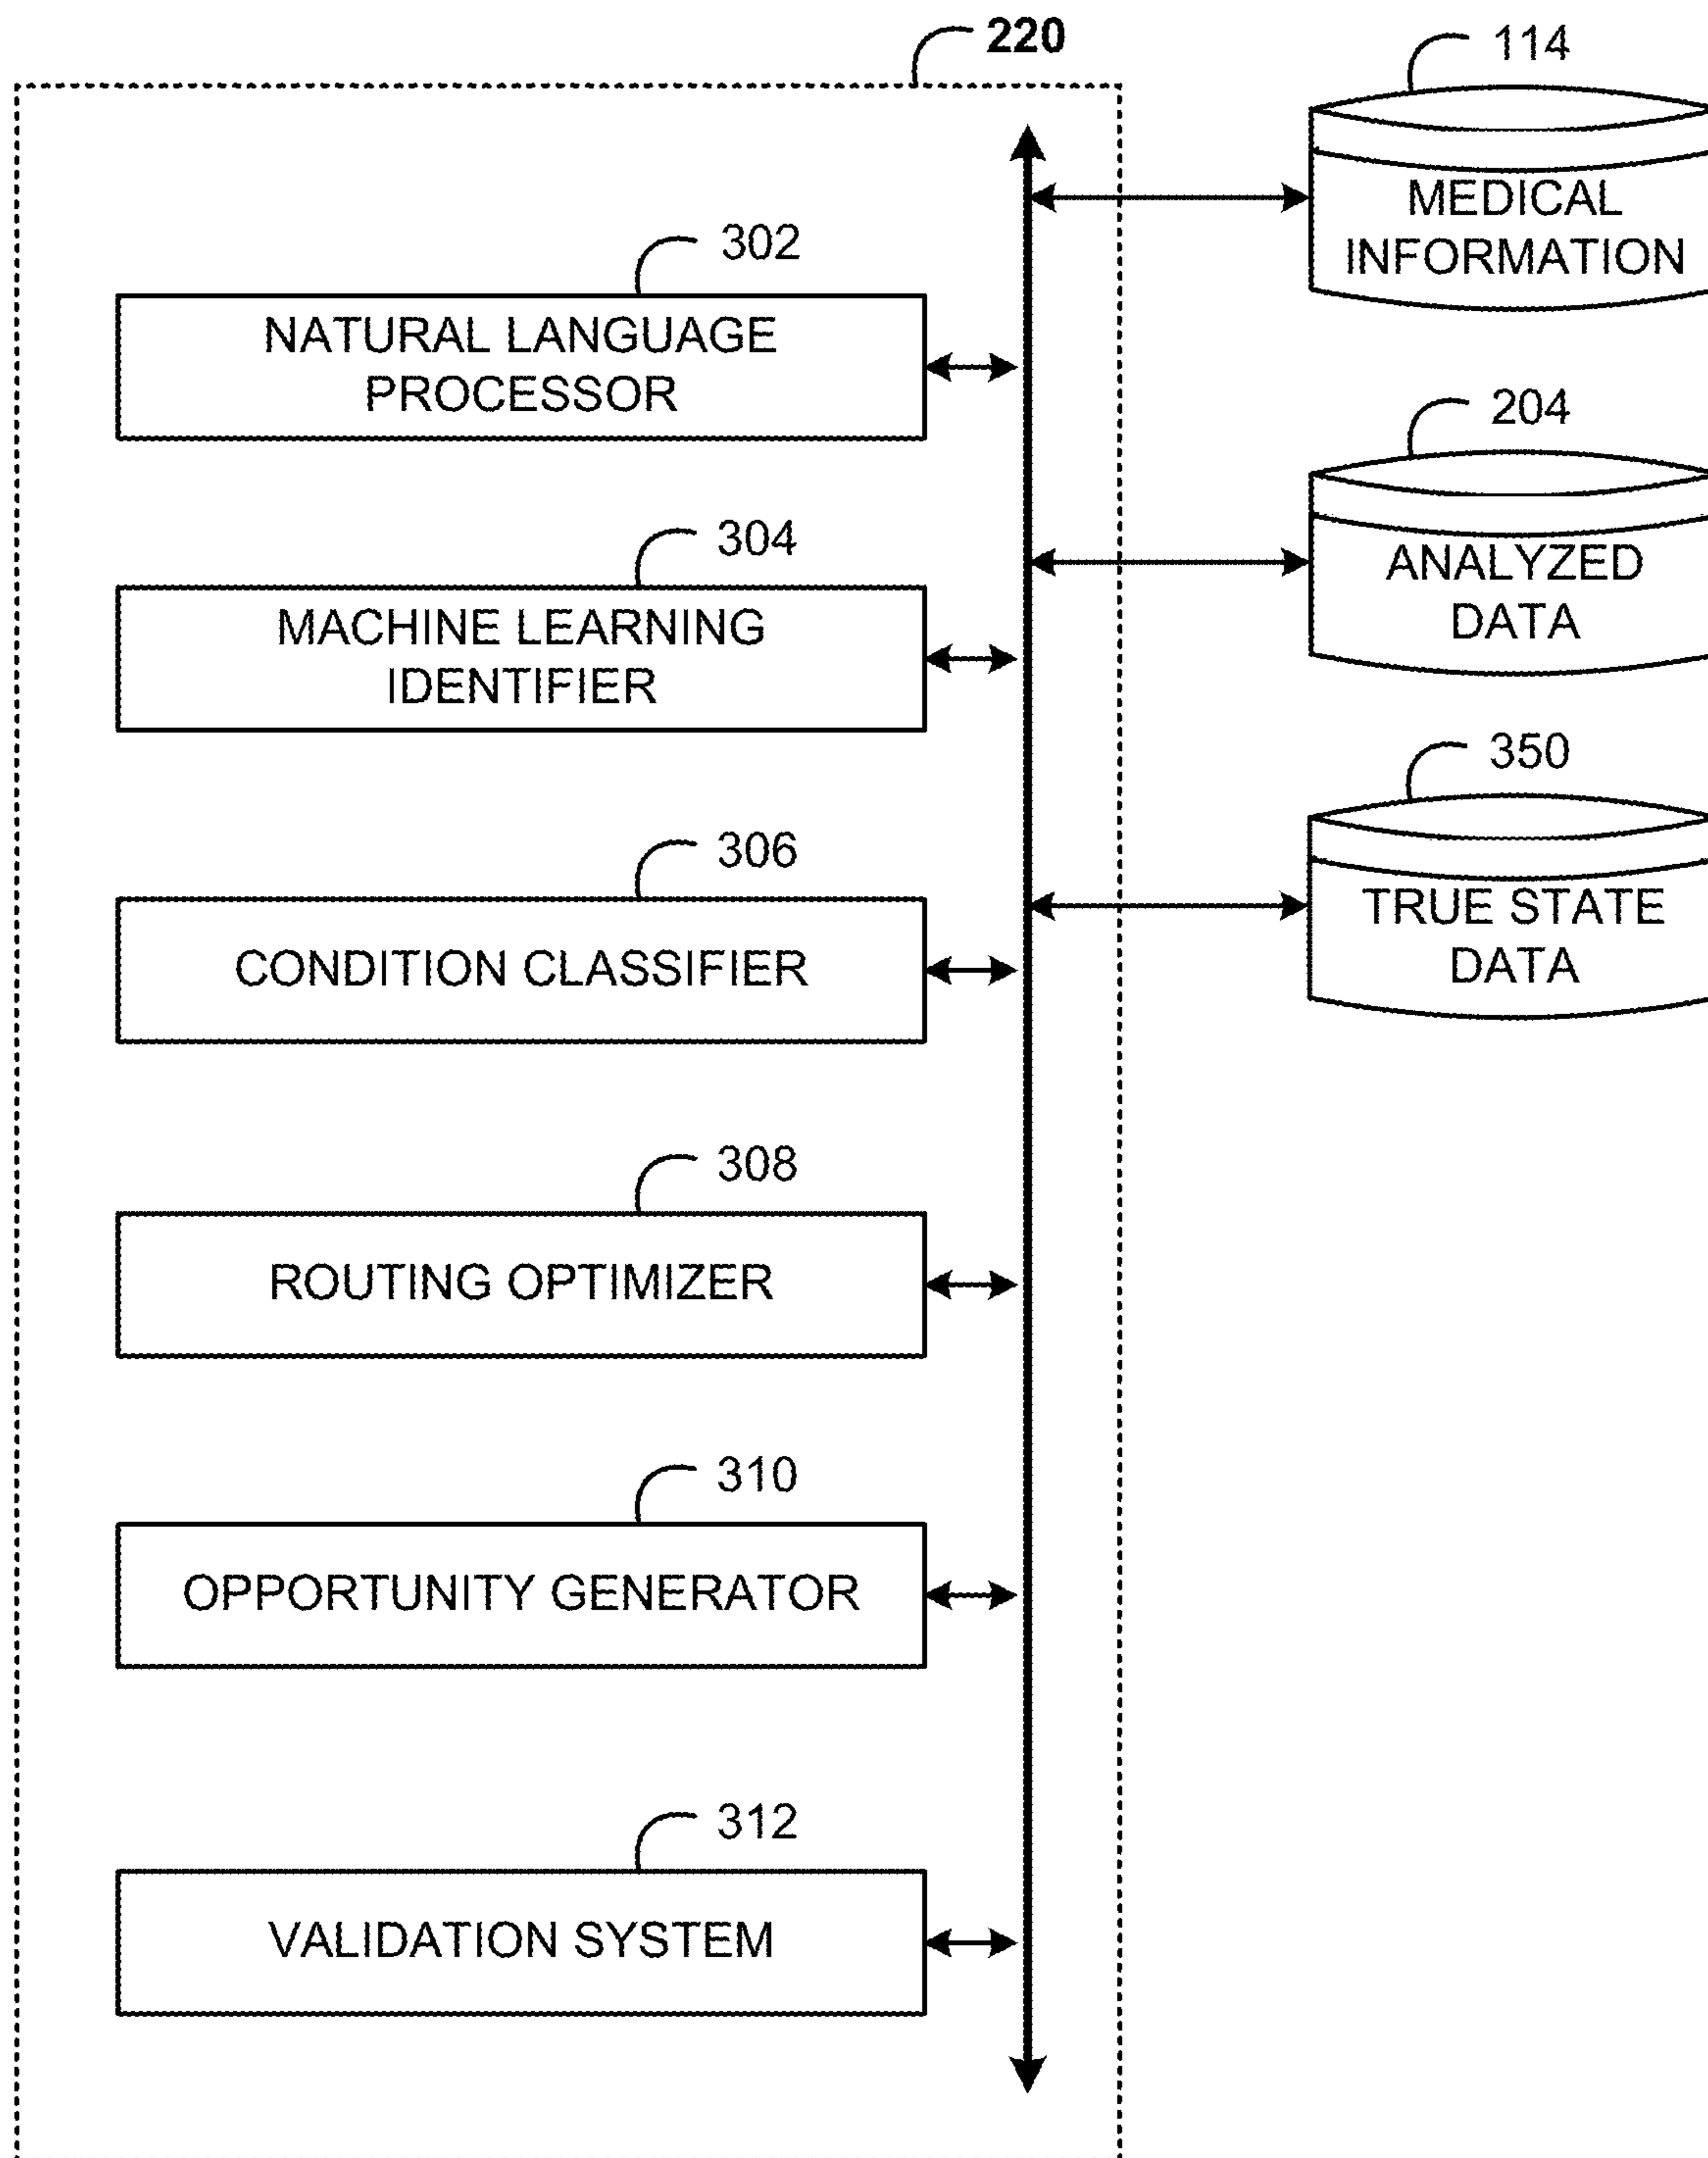 220
114
MEDICAL
INFORMATION
302
NATURAL LANGUAGE
PROCESSOR
204
ANALYZED
DATA
304
MACHINE LEARNING
IDENTIFIER
350
TRUE STATE
DATA
306
CONDITION CLASSIFIER
308
ROUTING OPTIMIZER
310
OPPORTUNITY GENERATOR
312
VALIDATION SYSTEM